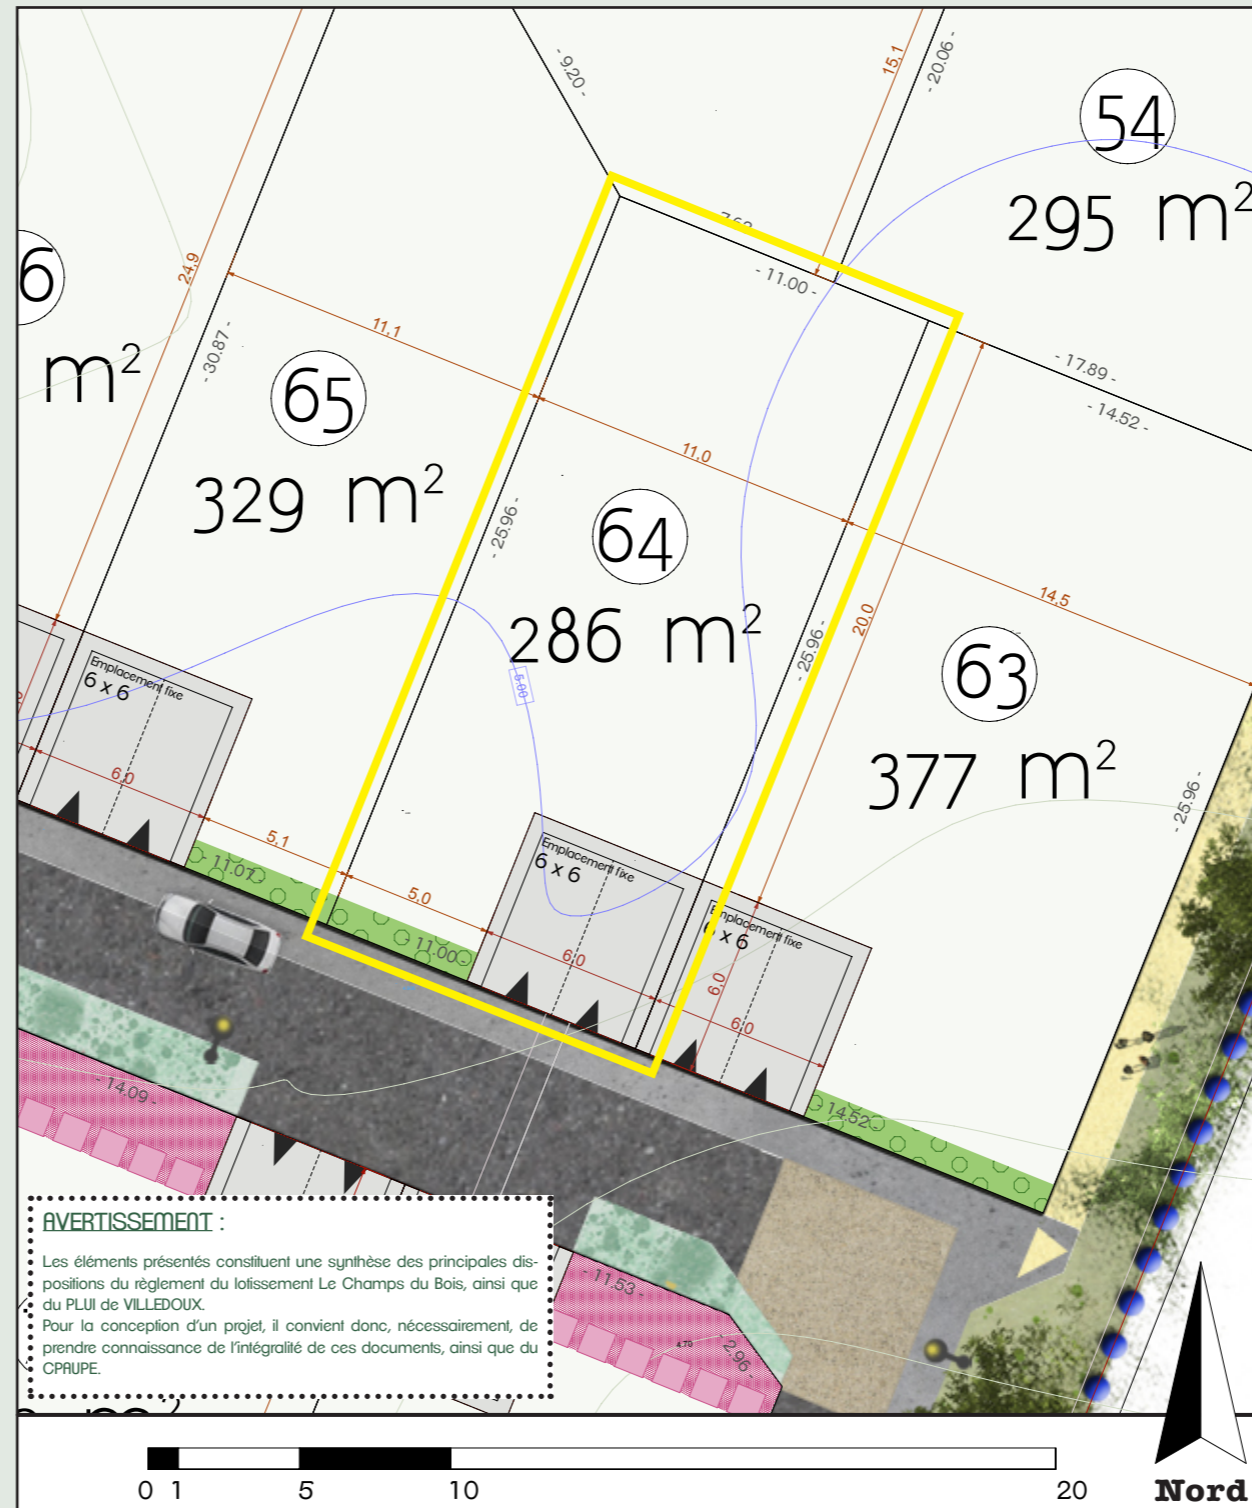 - 9.20 -
15,1
- 20.06 -
54
295 m²
7.62
- 11.00 -
6
m²
24,9
- 30.87 -
11,1
65
329 m²
- 17.89 -
- 14.52 -
11,0
64
286 m²
- 25.96 -
5.00
- 25.96 -
20,0
14,5
63
377 m²
- 25.96 -
Emplacement fixe
6 x 6
6,0
5,1
- 11.07 -
Emplacement fixe
6 x 6
5,0
- 11.00 -
6,0
Emplacement fixe
6 x 6
6,0
6,0
- 14.52 -
- 14.09 -
- 11.53 -
- 2.96 -
AVERTISSEMENT :
Les éléments présentés constituent une synthèse des principales dis-
positions du règlement du lotissement Le Champs du Bois, ainsi que
du PLUI de VILLEDOUX.
Pour la conception d'un projet, il convient donc, nécessairement, de
prendre connaissance de l'intégralité de ces documents, ainsi que du
CPAUPE.
0 1 5 10 20
Nord